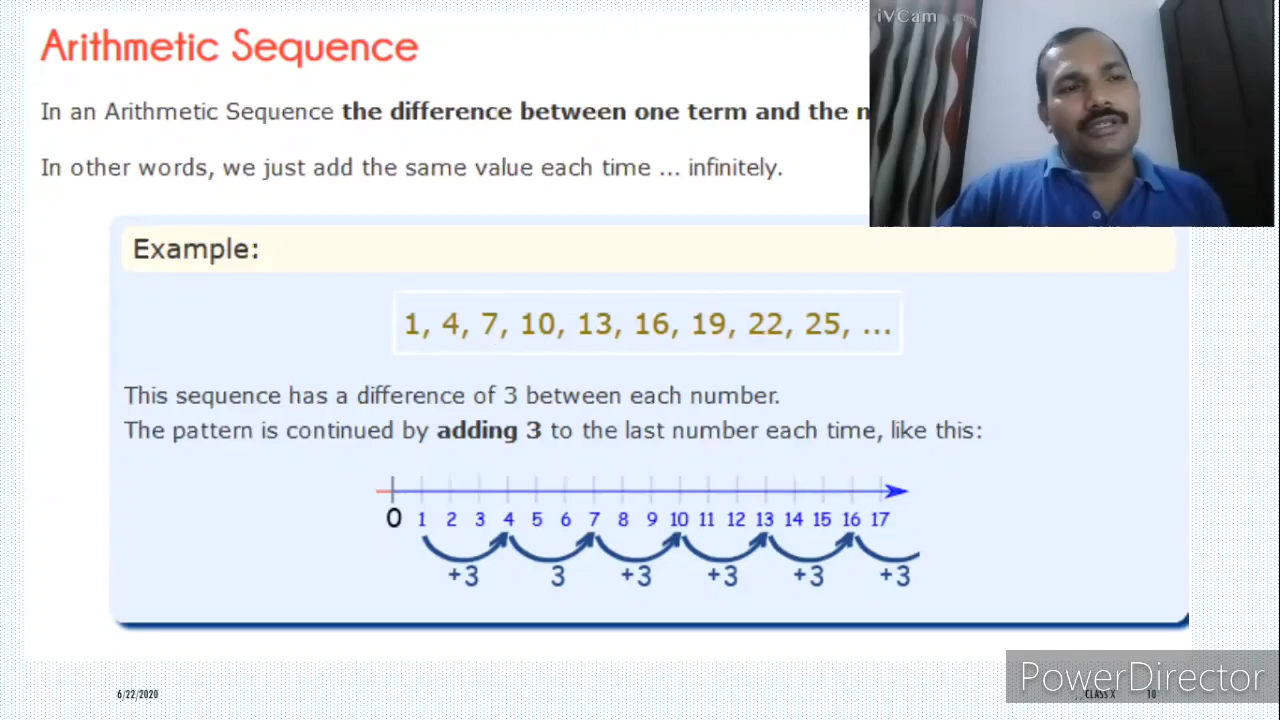 iVCam
Arithmetic Sequence
In an Arithmetic Sequence the difference between one term and the
In other words, we just add the same value each time ... infinitely.
Example:
1, 4, 7, 10, 13, 16, 19, 22, 25, ...
This sequence has a difference of 3 between each number.
The pattern is continued by adding 3 to the last number each time, like this:
0 1 2 3 4 5 6 7 8 9 10 11 12 13 14 15 16 17
+3 3 +3 +3 +3 +3
PowerDirector
6/22/2020 CLASS X 10